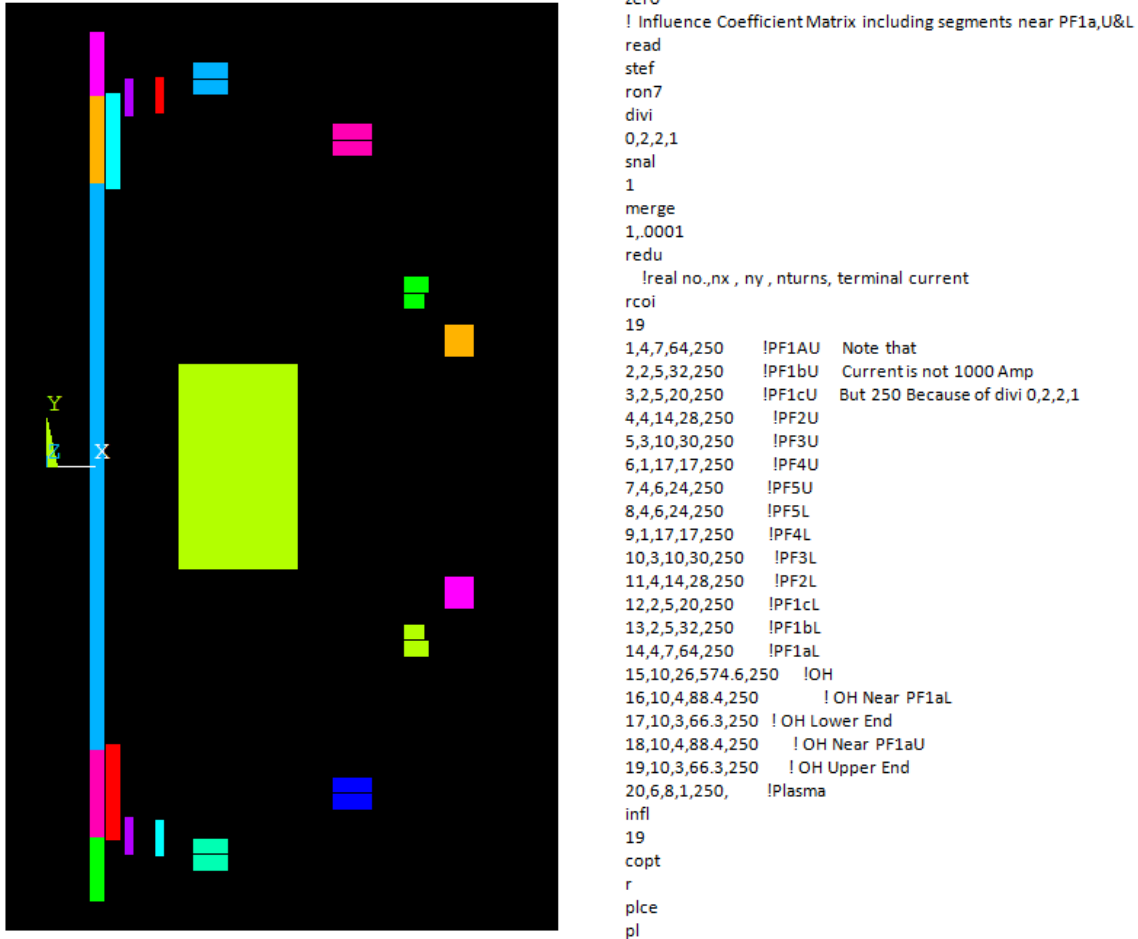 Y
Z X
zero
! Influence Coefficient Matrix including segments near PF1a,U&L
read
stef
ron7
divi
0,2,2,1
snal
1
merge
1,.0001
redu
!real no.,nx , ny , nturns, terminal current
rcoi
19
1,4,7,64,250 !PF1AU Note that
2,2,5,32,250 !PF1bU Current is not 1000 Amp
3,2,5,20,250 !PF1cU But 250 Because of divi 0,2,2,1
4,4,14,28,250 !PF2U
5,3,10,30,250 !PF3U
6,1,17,17,250 !PF4U
7,4,6,24,250 !PF5U
8,4,6,24,250 !PF5L
9,1,17,17,250 !PF4L
10,3,10,30,250 !PF3L
11,4,14,28,250 !PF2L
12,2,5,20,250 !PF1cL
13,2,5,32,250 !PF1bL
14,4,7,64,250 !PF1aL
15,10,26,574.6,250 !OH
16,10,4,88.4,250 ! OH Near PF1aL
17,10,3,66.3,250 ! OH Lower End
18,10,4,88.4,250 ! OH Near PF1aU
19,10,3,66.3,250 ! OH Upper End
20,6,8,1,250, !Plasma
infl
19
copt
r
plce
pl